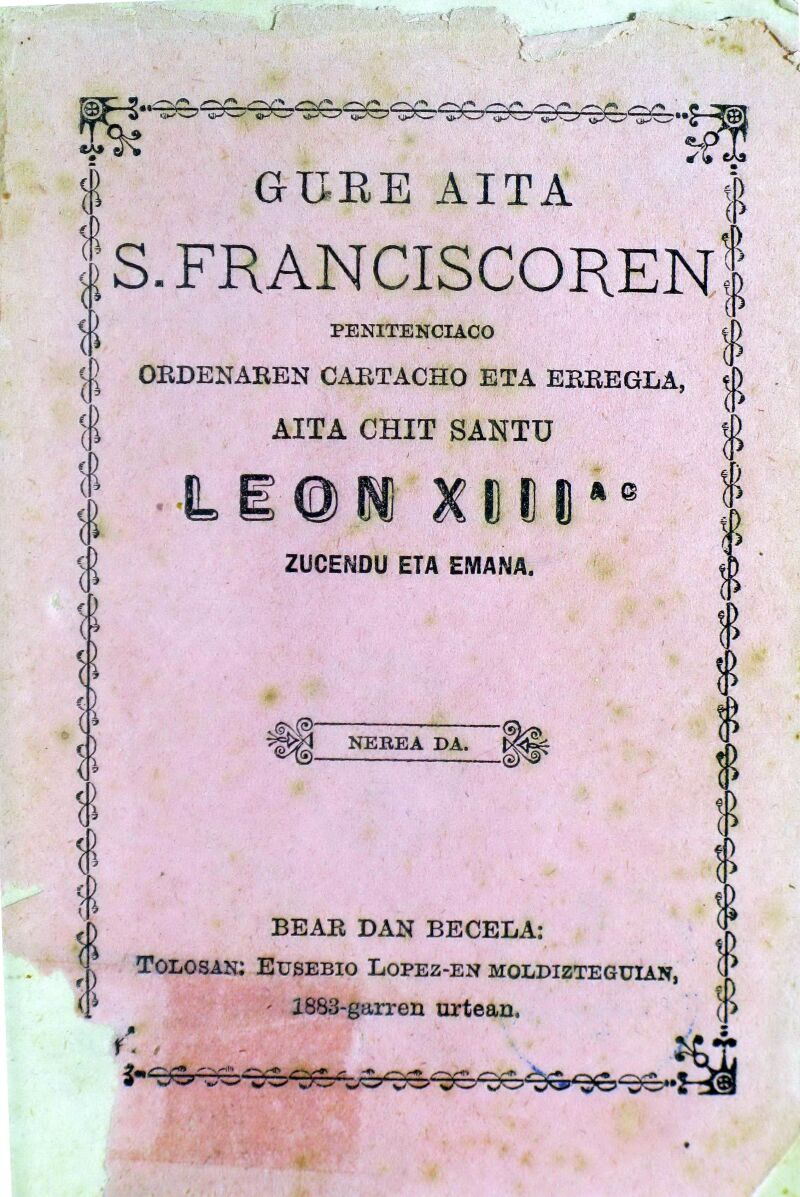 GURE AITA
S. FRANCISCOREN
PENITENCIACO
ORDENAREN CARTACHO ETA ERREGLA,
AITA CHIT SANTU
LEON XIIIAC
ZUCENDU ETA EMANA.
NEREA DA.
BEAR DAN BECELA:
TOLOSAN: EUSEBIO LOPEZ-EN MOLDIZTEGUIAN,
1883-garren urtean.